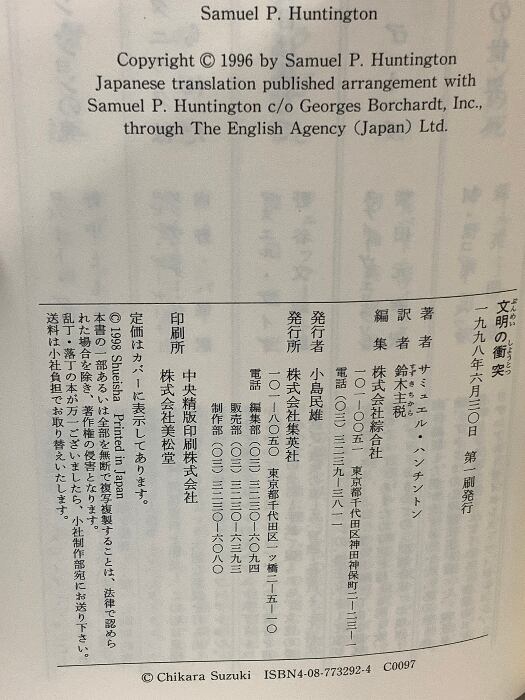 Samuel P. Huntington
Copyright © 1996 by Samuel P. Huntington
Japanese translation published arrangement with
Samuel P. Huntington c/o Georges Borchardt, Inc.,
through The English Agency (Japan) Ltd.
文明の衝突
ぶんめい しょうとつ
一九九八年六月三〇日 第一刷発行
著者 サミュエル・ハンチントン
訳者 鈴木主税
すずきちから
編集 株式会社綜合社
一〇一―〇〇五一 東京都千代田区神田神保町二―二三―一
電話 (〇三) 三二三九―三八一一
発行者 小島民雄
発行所 株式会社集英社
一〇一―八〇五〇 東京都千代田区一ッ橋二―五―一〇
電話 編集部 (〇三) 三二三〇―六〇九四
販売部 (〇三) 三二三〇―六三九三
制作部 (〇三) 三二三〇―六〇八〇
印刷所 中央精版印刷株式会社
株式会社美松堂
定価はカバーに表示してあります。
© 1998 Shueisha Printed in Japan
本書の一部あるいは全部を無断で複写複製することは、法律で認めら
れた場合を除き、著作権の侵害となります。
乱丁・落丁の本が万一ございましたら、小社制作部宛にお送り下さい。
送料は小社負担でお取り替えいたします。
© Chikara Suzuki ISBN4-08-773292-4 C0097